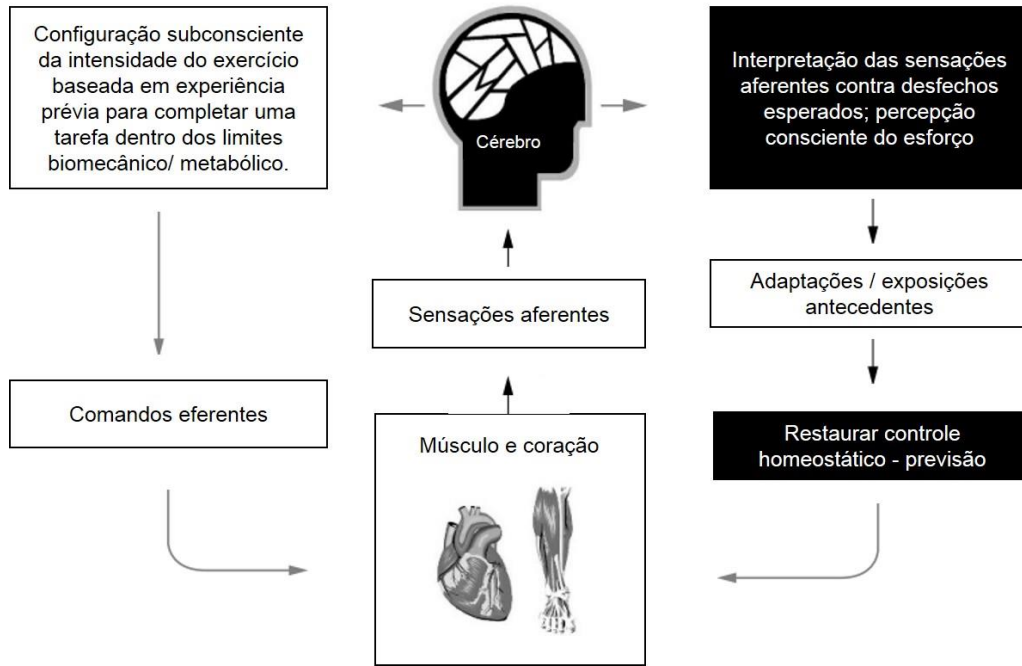 Configuração subconsciente
da intensidade do exercício
baseada em experiência
prévia para completar uma
tarefa dentro dos limites
biomecânico/ metabólico.
Comandos eferentes
Cérebro
Sensações aferentes
Músculo e coração
Interpretação das sensações
aferentes contra desfechos
esperados; percepção
consciente do esforço
Adaptações / exposições
antecedentes
Restaurar controle
homeostático - previsão